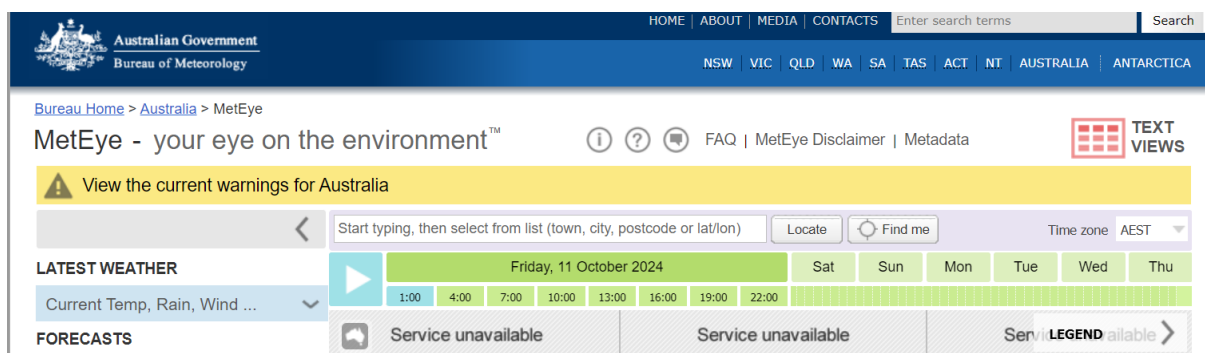 HOME | ABOUT | MEDIA | CONTACTS Enter search terms Search
Australian Government
Bureau of Meteorology
NSW VIC QLD WA SA TAS ACT NT AUSTRALIA ANTARCTICA
Bureau Home > Australia > MetEye
MetEye - your eye on the environment™ FAQ | MetEye Disclaimer | Metadata TEXT
VIEWS
View the current warnings for Australia
Start typing, then select from list (town, city, postcode or lat/lon) Locate Find me Time zone AEST
LATEST WEATHER Friday, 11 October 2024 Sat Sun Mon Tue Wed Thu
Current Temp, Rain, Wind ... 1:00 4:00 7:00 10:00 13:00 16:00 19:00 22:00
FORECASTS Service unavailable Service unavailable LEGEND